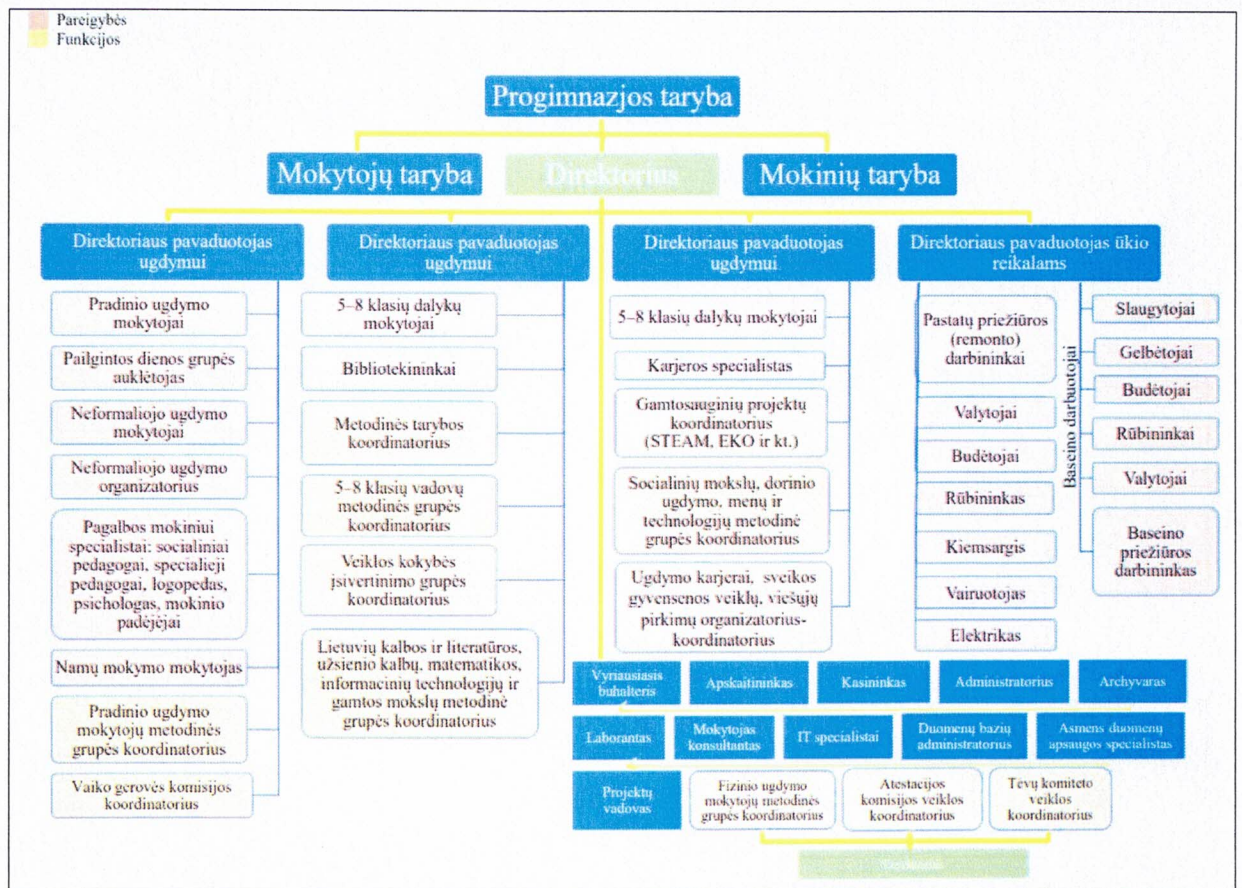 Pareigybės
Funkcijos
Progimnazjos taryba
Mokytojų taryba
Direktorius
Mokinių taryba
Direktoriaus pavaduotojas
ugdymui
Pradinio ugdymo
mokytojai
Pailgintos dienos grupės
auklėtojas
Neformaliojo ugdymo
mokytojai
Neformaliojo ugdymo
organizatorius
Pagalbos mokiniui
specialistai: socialiniai
pedagogai, specialieji
pedagogai, logopedas,
psichologas, mokinio
padėjėjai
Namų mokymo mokytojas
Pradinio ugdymo
mokytojų metodinės
grupės koordinatorius
Vaiko gerovės komisijos
koordinatorius
Direktoriaus pavaduotojas
ugdymui
5–8 klasių dalykų
mokytojai
Bibliotekininkai
Metodinės tarybos
koordinatorius
5–8 klasių vadovų
metodinės grupės
koordinatorius
Veiklos kokybės
įsivertinimo grupės
koordinatorius
Lietuvių kalbos ir literatūros,
užsienio kalbų, matematikos,
informacinių technologijų ir
gamtos mokslų metodinė
grupės koordinatorius
Direktoriaus pavaduotojas
ugdymui
5–8 klasių dalykų mokytojai
Karjeros specialistas
Gamtosauginių projektų
koordinatorius
(STEAM, EKO ir kt.)
Socialinių mokslų, dorinio
ugdymo, menų ir
technologijų metodinė
grupės koordinatorius
Ugdymo karjerai, sveikos
gyvensenos veiklų, viešųjų
pirkimų organizatorius-
koordinatorius
Direktoriaus pavaduotojas ūkio
reikalams
Pastatų priežiūros
(remonto)
darbininkai
Valytojai
Budėtojai
Rūbininkas
Kiemsargis
Vairuotojas
Elektrikas
Baseino darbuotojai
Slaugytojai
Gelbėtojai
Budėtojai
Rūbininkai
Valytojai
Baseino
priežiūros
darbininkas
Vyriausiasis
buhalteris
Apskaitininkas
Kasininkas
Administratorius
Archyvaras
Laborantas
Mokytojas
konsultantas
IT specialistai
Duomenų bazių
administratorius
Asmens duomenų
apsaugos specialistas
Projektų
vadovas
Fizinio ugdymo
mokytojų metodinės
grupės koordinatorius
Atestacijos
komisijos veiklos
koordinatorius
Tėvų komiteto
veiklos
koordinatorius